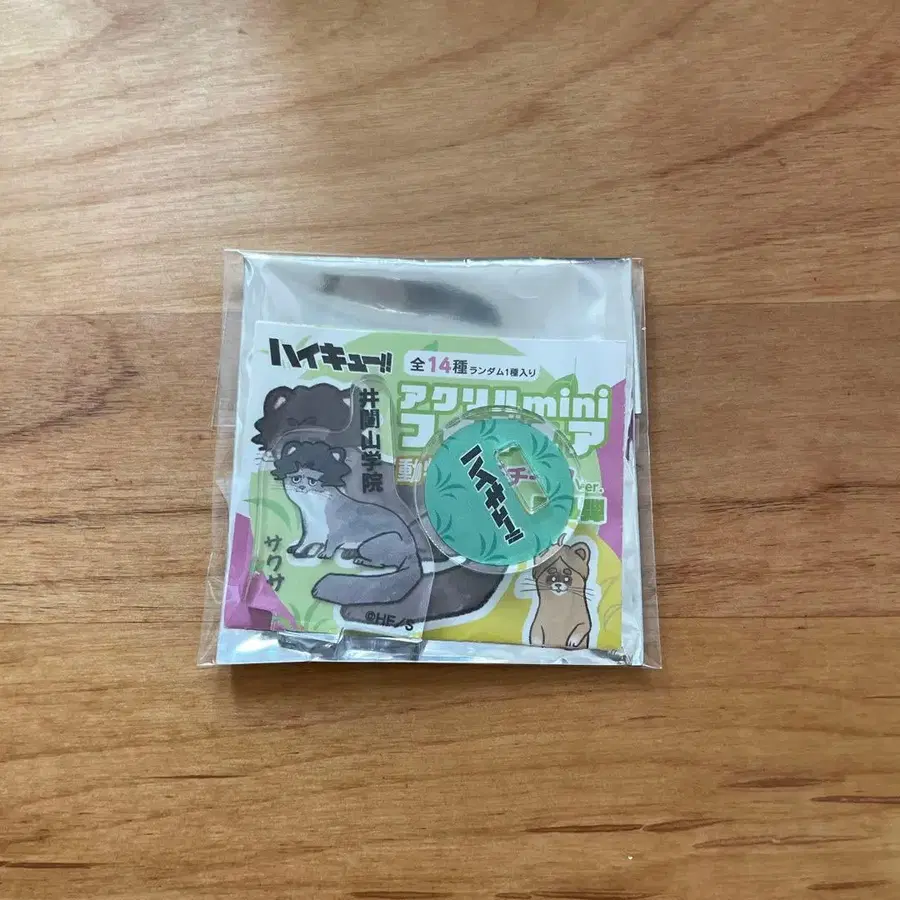 ハイキュー!!
全14種 ランダム1種入り
アクリルmini
井闥山学院
ver.
ハイキュー!!
サクサ
©HF/S